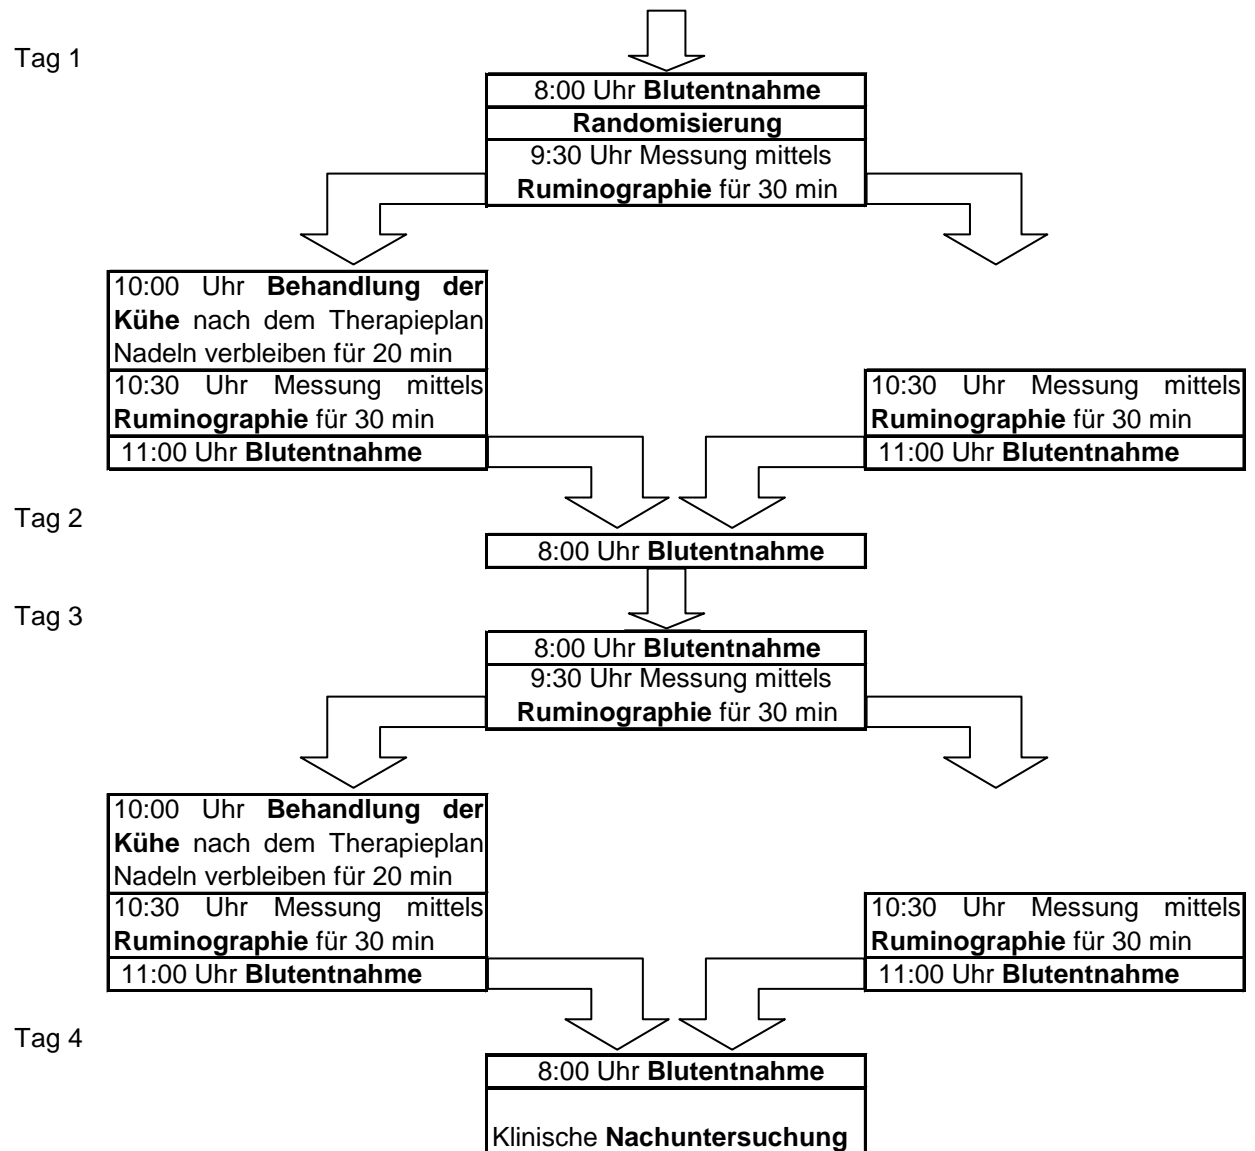 Tag 1
8:00 Uhr Blutentnahme
Randomisierung
9:30 Uhr Messung mittels
Ruminographie für 30 min
10:00 Uhr Behandlung der
Kühe nach dem Therapieplan
Nadeln verbleiben für 20 min
10:30 Uhr Messung mittels
Ruminographie für 30 min
11:00 Uhr Blutentnahme
10:30 Uhr Messung mittels
Ruminographie für 30 min
11:00 Uhr Blutentnahme
Tag 2
8:00 Uhr Blutentnahme
Tag 3
8:00 Uhr Blutentnahme
9:30 Uhr Messung mittels
Ruminographie für 30 min
10:00 Uhr Behandlung der
Kühe nach dem Therapieplan
Nadeln verbleiben für 20 min
10:30 Uhr Messung mittels
Ruminographie für 30 min
11:00 Uhr Blutentnahme
10:30 Uhr Messung mittels
Ruminographie für 30 min
11:00 Uhr Blutentnahme
Tag 4
8:00 Uhr Blutentnahme
Klinische Nachuntersuchung